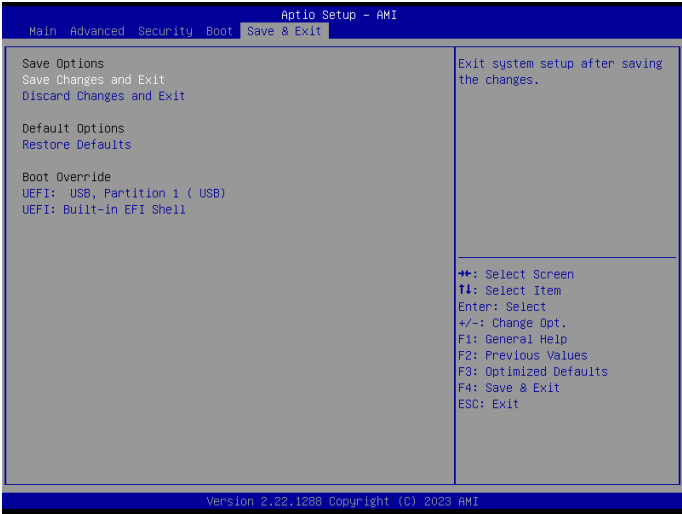 Aptio Setup - AMI
Main Advanced Security Boot Save & Exit
Save Options
Save Changes and Exit
Discard Changes and Exit
Default Options
Restore Defaults
Boot Override
UEFI: USB, Partition 1 ( USB)
UEFI: Built-in EFI Shell
Exit system setup after saving
the changes.
→←: Select Screen
↑↓: Select Item
Enter: Select
+/-: Change Opt.
F1: General Help
F2: Previous Values
F3: Optimized Defaults
F4: Save & Exit
ESC: Exit
Version 2.22.1288 Copyright (C) 2023 AMI